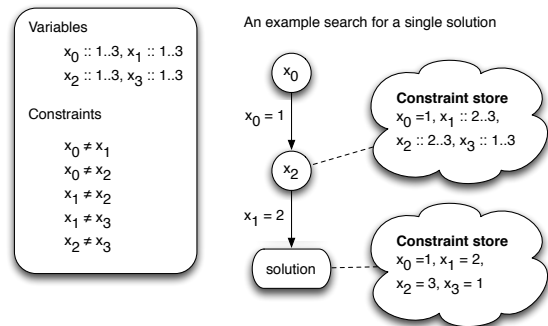 Variables
x₀ :: 1..3, x₁ :: 1..3
x₂ :: 1..3, x₃ :: 1..3
Constraints
x₀ ≠ x₁
x₀ ≠ x₂
x₁ ≠ x₂
x₁ ≠ x₃
x₂ ≠ x₃
An example search for a single solution
x₀
x₀ = 1
Constraint store
x₀ =1, x₁ :: 2..3,
x₂ :: 2..3, x₃ :: 1..3
x₂
x₁ = 2
solution
Constraint store
x₀ =1, x₁ = 2,
x₂ = 3, x₃ = 1